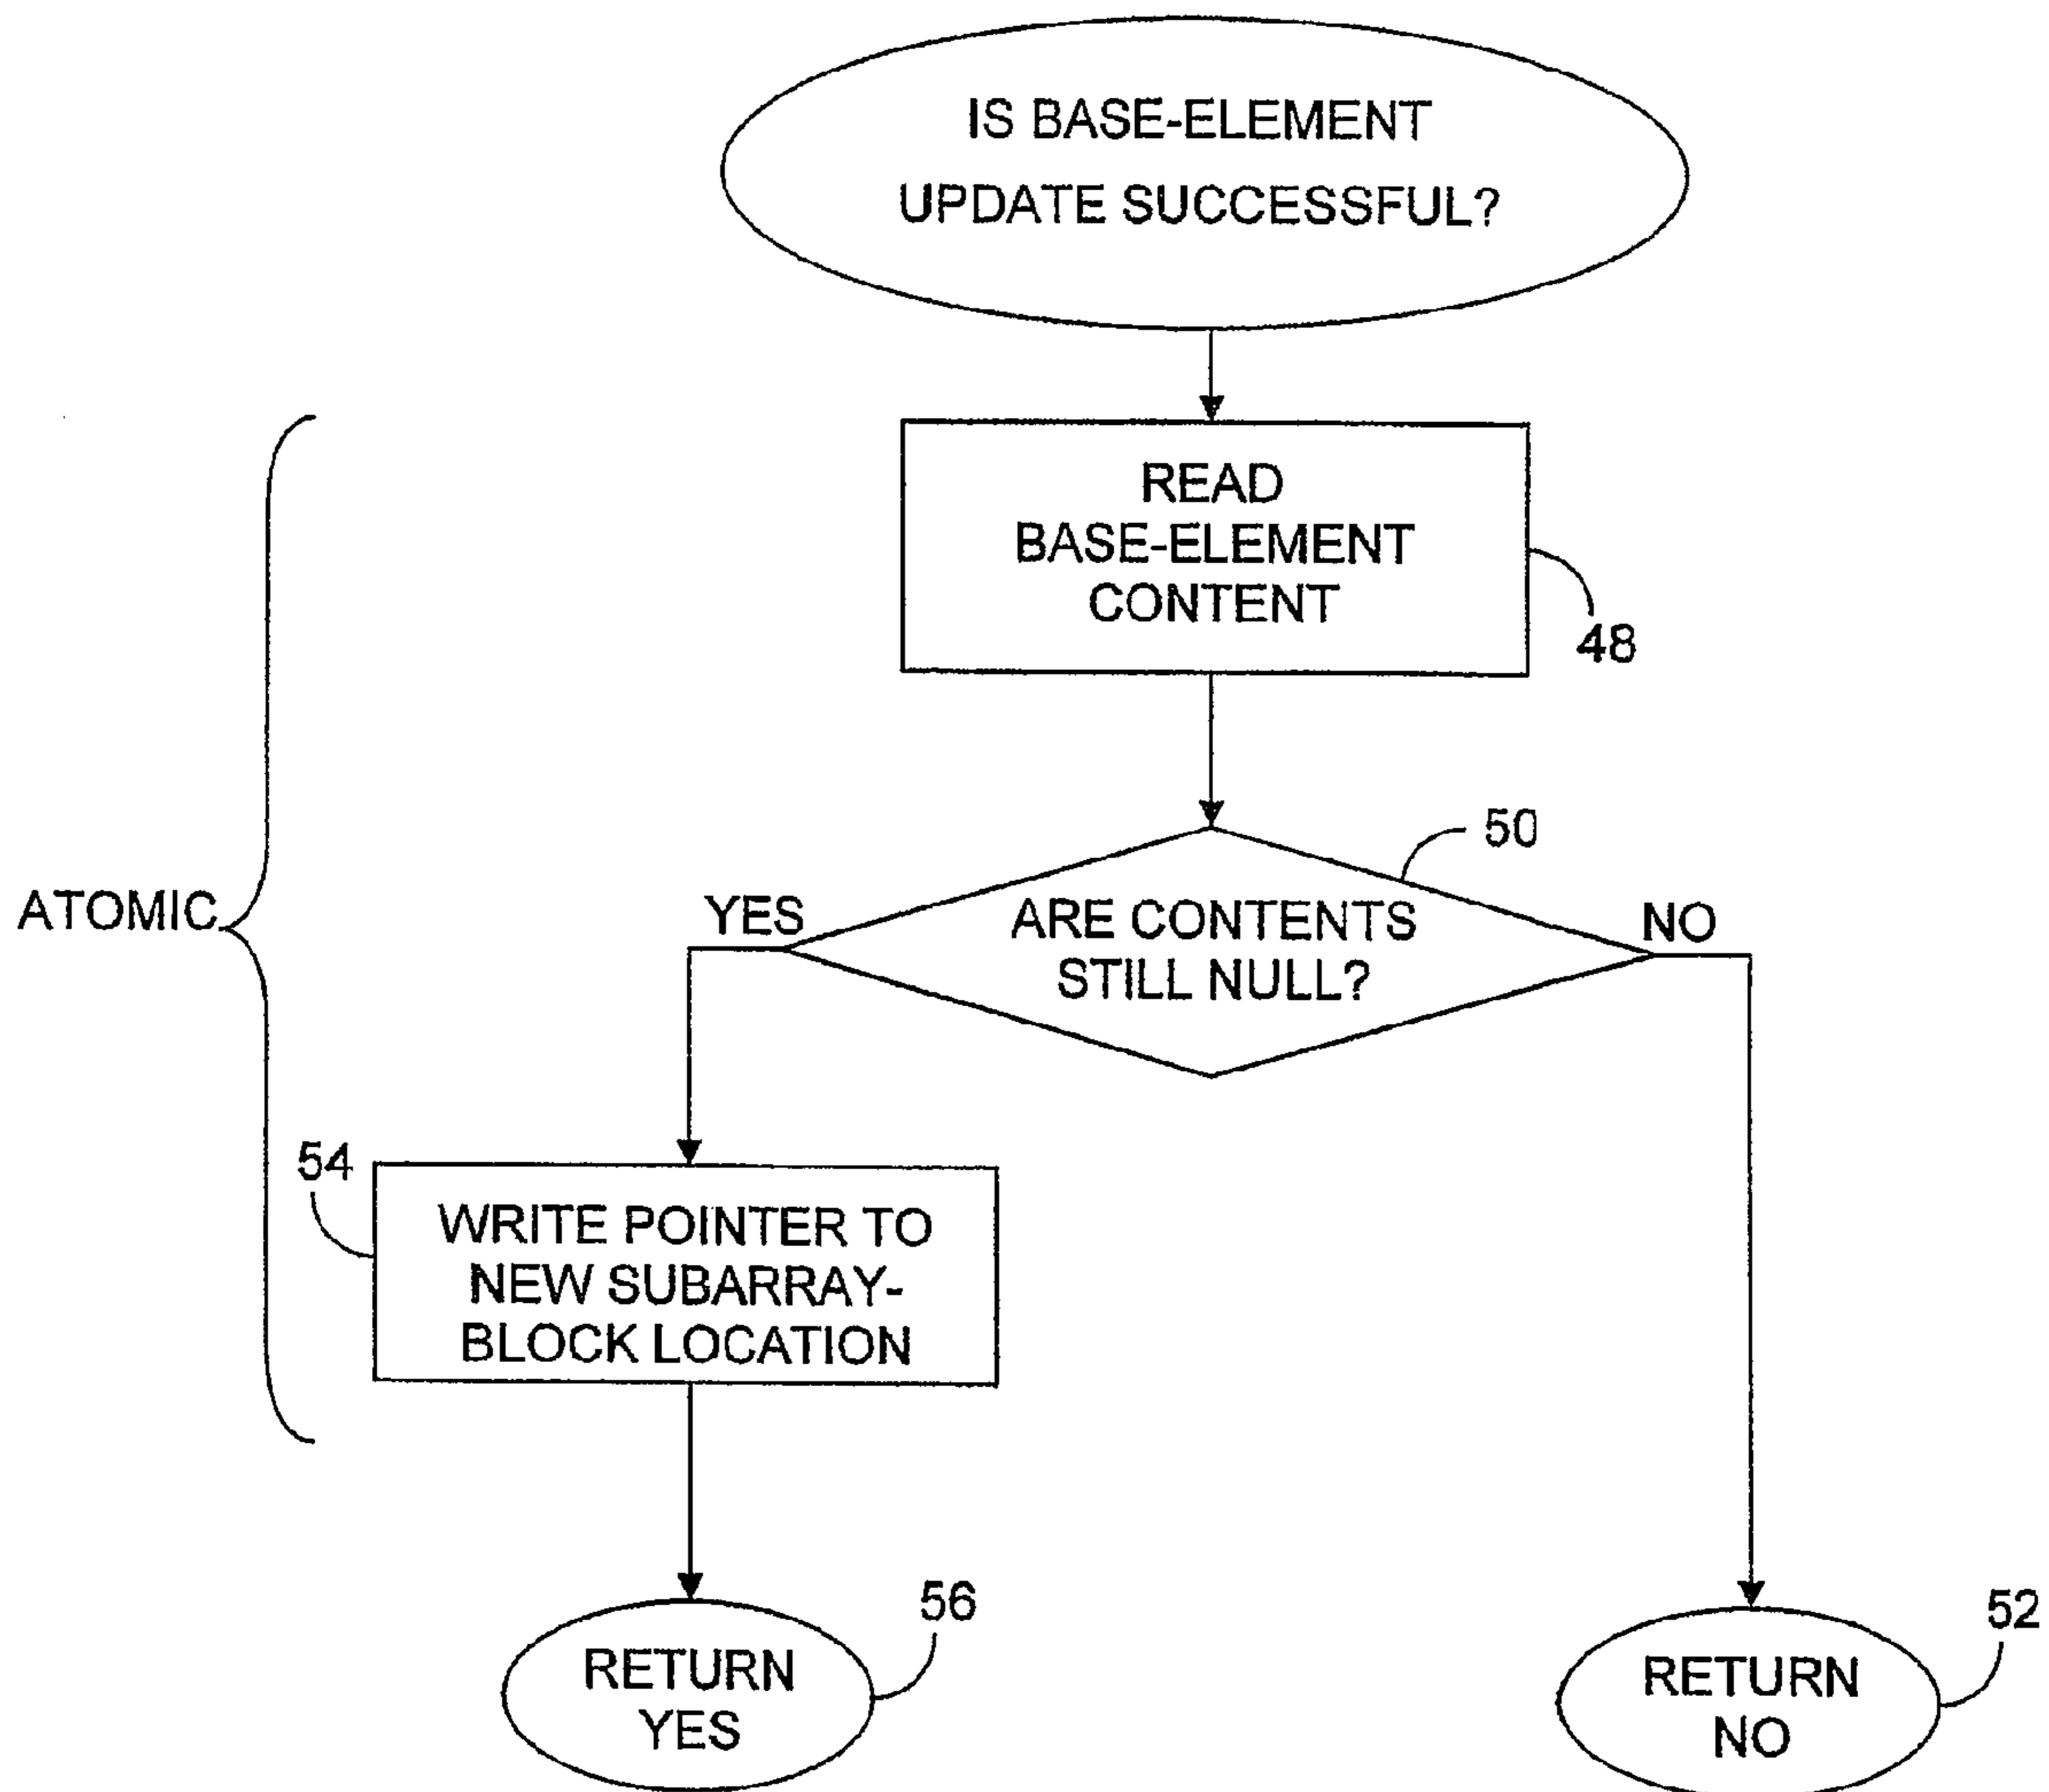 IS BASE-ELEMENT
UPDATE SUCCESSFUL?
READ
BASE-ELEMENT
CONTENT
48
50
ATOMIC
YES
ARE CONTENTS
STILL NULL?
NO
54
WRITE POINTER TO
NEW SUBARRAY-
BLOCK LOCATION
56
RETURN
YES
52
RETURN
NO